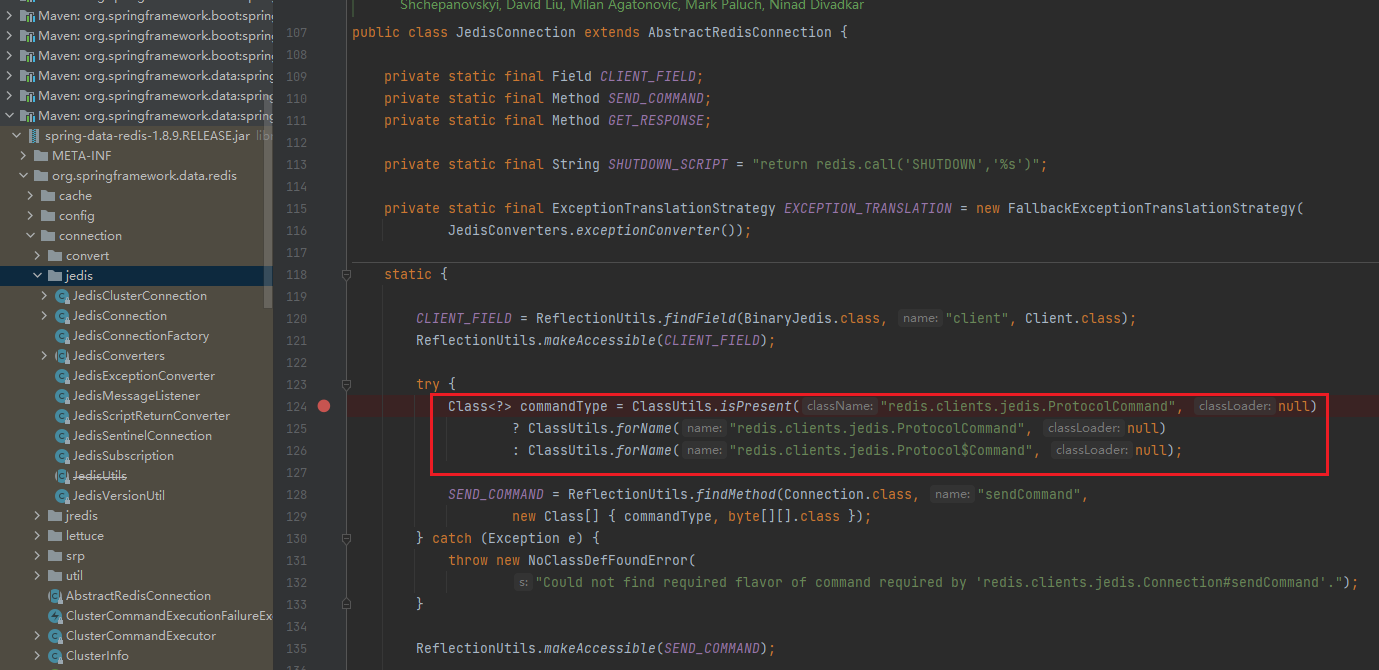 Maven: org.springframework.boot:spring
Maven: org.springframework.boot:spring
Maven: org.springframework.boot:spring
Maven: org.springframework.data:spring
Maven: org.springframework.data:spring
Maven: org.springframework.data:spring
spring-data-redis-1.8.9.RELEASE.jar
META-INF
org.springframework.data.redis
cache
config
connection
convert
jedis
JedisClusterConnection
JedisConnection
JedisConnectionFactory
JedisConverters
JedisExceptionConverter
JedisMessageListener
JedisScriptReturnConverter
JedisSentinelConnection
JedisSubscription
JedisUtils
JedisVersionUtil
jredis
lettuce
srp
util
AbstractRedisConnection
ClusterCommandExecutionFailureEx
ClusterCommandExecutor
ClusterInfo
Shchepanovskyi, David Liu, Milan Agatonovic, Mark Paluch, Ninad Divadkar
107 public class JedisConnection extends AbstractRedisConnection {
108
109 private static final Field CLIENT_FIELD;
110 private static final Method SEND_COMMAND;
111 private static final Method GET_RESPONSE;
112
113 private static final String SHUTDOWN_SCRIPT = "return redis.call('SHUTDOWN','%s')";
114
115 private static final ExceptionTranslationStrategy EXCEPTION_TRANSLATION = new FallbackExceptionTranslationStrategy(
116 JedisConverters.exceptionConverter());
117
118 static {
119
120 CLIENT_FIELD = ReflectionUtils.findField(BinaryJedis.class, name: "client", Client.class);
121 ReflectionUtils.makeAccessible(CLIENT_FIELD);
122
123 try {
124 Class<?> commandType = ClassUtils.isPresent( className: "redis.clients.jedis.ProtocolCommand", classLoader: null)
125 ? ClassUtils.forName( name: "redis.clients.jedis.ProtocolCommand", classLoader: null)
126 : ClassUtils.forName( name: "redis.clients.jedis.Protocol$Command", classLoader: null);
127
128 SEND_COMMAND = ReflectionUtils.findMethod(Connection.class, name: "sendCommand",
129 new Class[] { commandType, byte[][].class });
130 } catch (Exception e) {
131 throw new NoClassDefFoundError(
132 s: "Could not find required flavor of command required by 'redis.clients.jedis.Connection#sendCommand'.");
133 }
134
135 ReflectionUtils.makeAccessible(SEND_COMMAND);